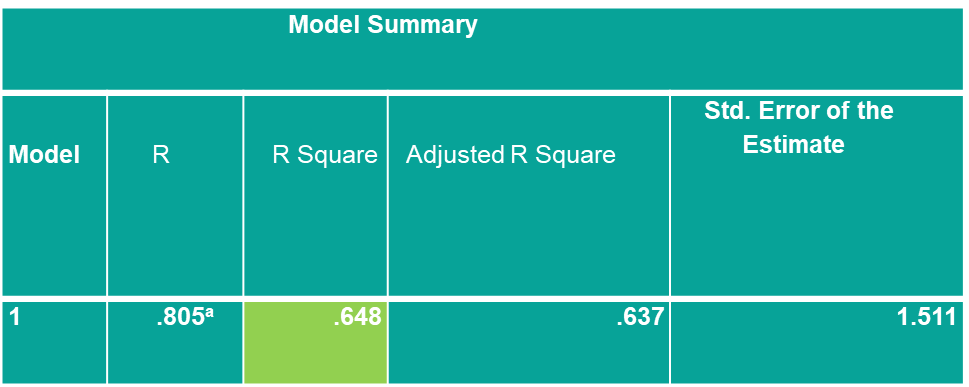 Model Summary
Model R R Square Adjusted R Square Std. Error of the
Estimate
1 .805ᵃ .648 .637 1.511